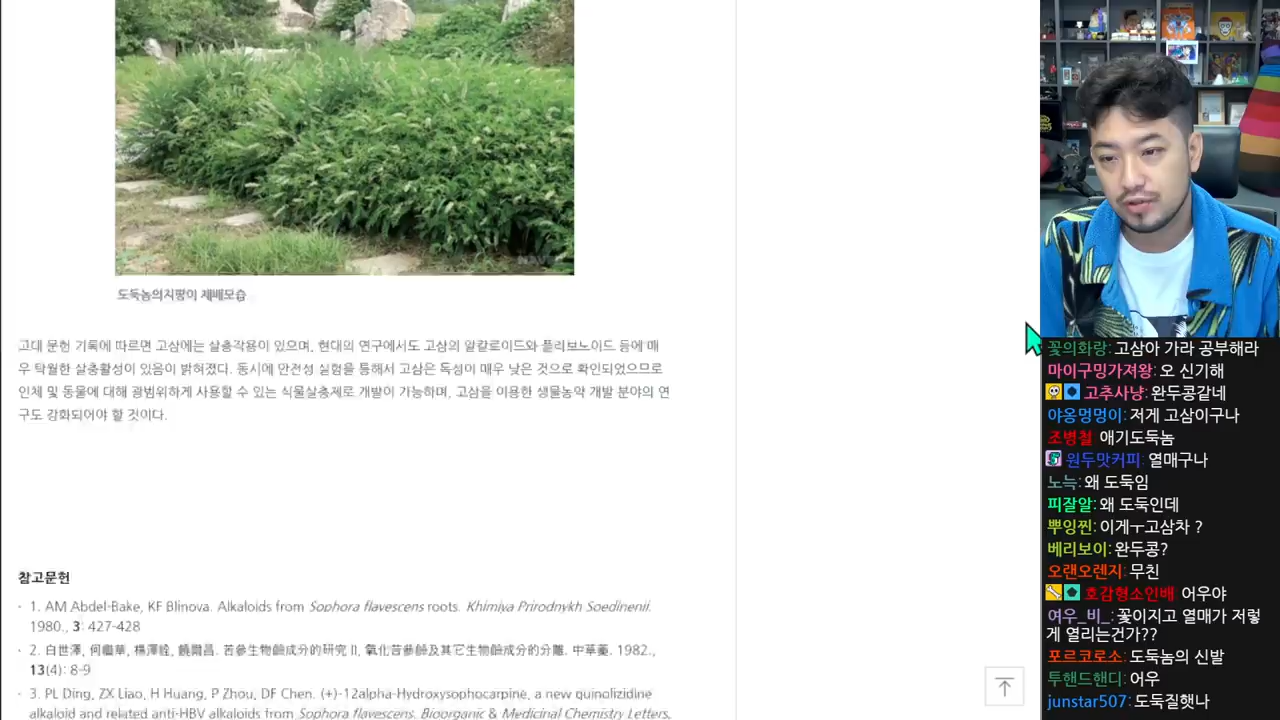 도둑놈의지팡이 재배모습
고대 문헌 기록에 따르면 고삼에는 살충작용이 있으며, 현대의 연구에서도 고삼의 알칼로이드와 플라보노이드 등에 매
우 탁월한 살충활성이 있음이 밝혀졌다. 동시에 안전성 실험을 통해서 고삼은 독성이 매우 낮은 것으로 확인되었으므로
인체 및 동물에 대해 광범위하게 사용할 수 있는 식물살충제로 개발이 가능하며, 고삼을 이용한 생물농약 개발 분야의 연
구도 강화되어야 할 것이다.
참고문헌
1. AM Abdel-Bake, KF Blinova. Alkaloids from Sophora flavescens roots. Khimiya Prirodnykh Soedinenii.
1980., 3: 427-428
2. 白世澤, 何繼華, 楊澤銓, 饒爾昌. 苦參生物鹼成分的研究 II, 氧化苦參鹼及其它生物鹼成分的分離. 中草藥. 1982.,
13(4): 8-9
3. PL Ding, ZX Liao, H Huang, P Zhou, DF Chen. (+)-12alpha-Hydroxysophocarpine, a new quinolizidine
alkaloid and related anti-HBV alkaloids from Sophora flavescens. Bioorganic & Medicinal Chemistry Letters,
꽃의화랑: 고삼아 가라 공부해라
마이구밍가져왕: 오 신기해
고추사냥: 완두콩같네
야옹멍멍이: 저게 고삼이구나
조병철 애기도둑놈
원두맛커피: 열매구나
노늑: 왜 도둑임
피잘알: 왜 도둑인데
뿌잉찐: 이게ㅜ고삼차 ?
베리보이: 완두콩?
오랜오렌지: 무친
호감형소인배 어우야
여우_비_: 꽃이지고 열매가 저렇
게 열리는건가??
포르코로소: 도둑놈의 신발
투핸드핸디: 어우
junstar507: 도둑질햇나